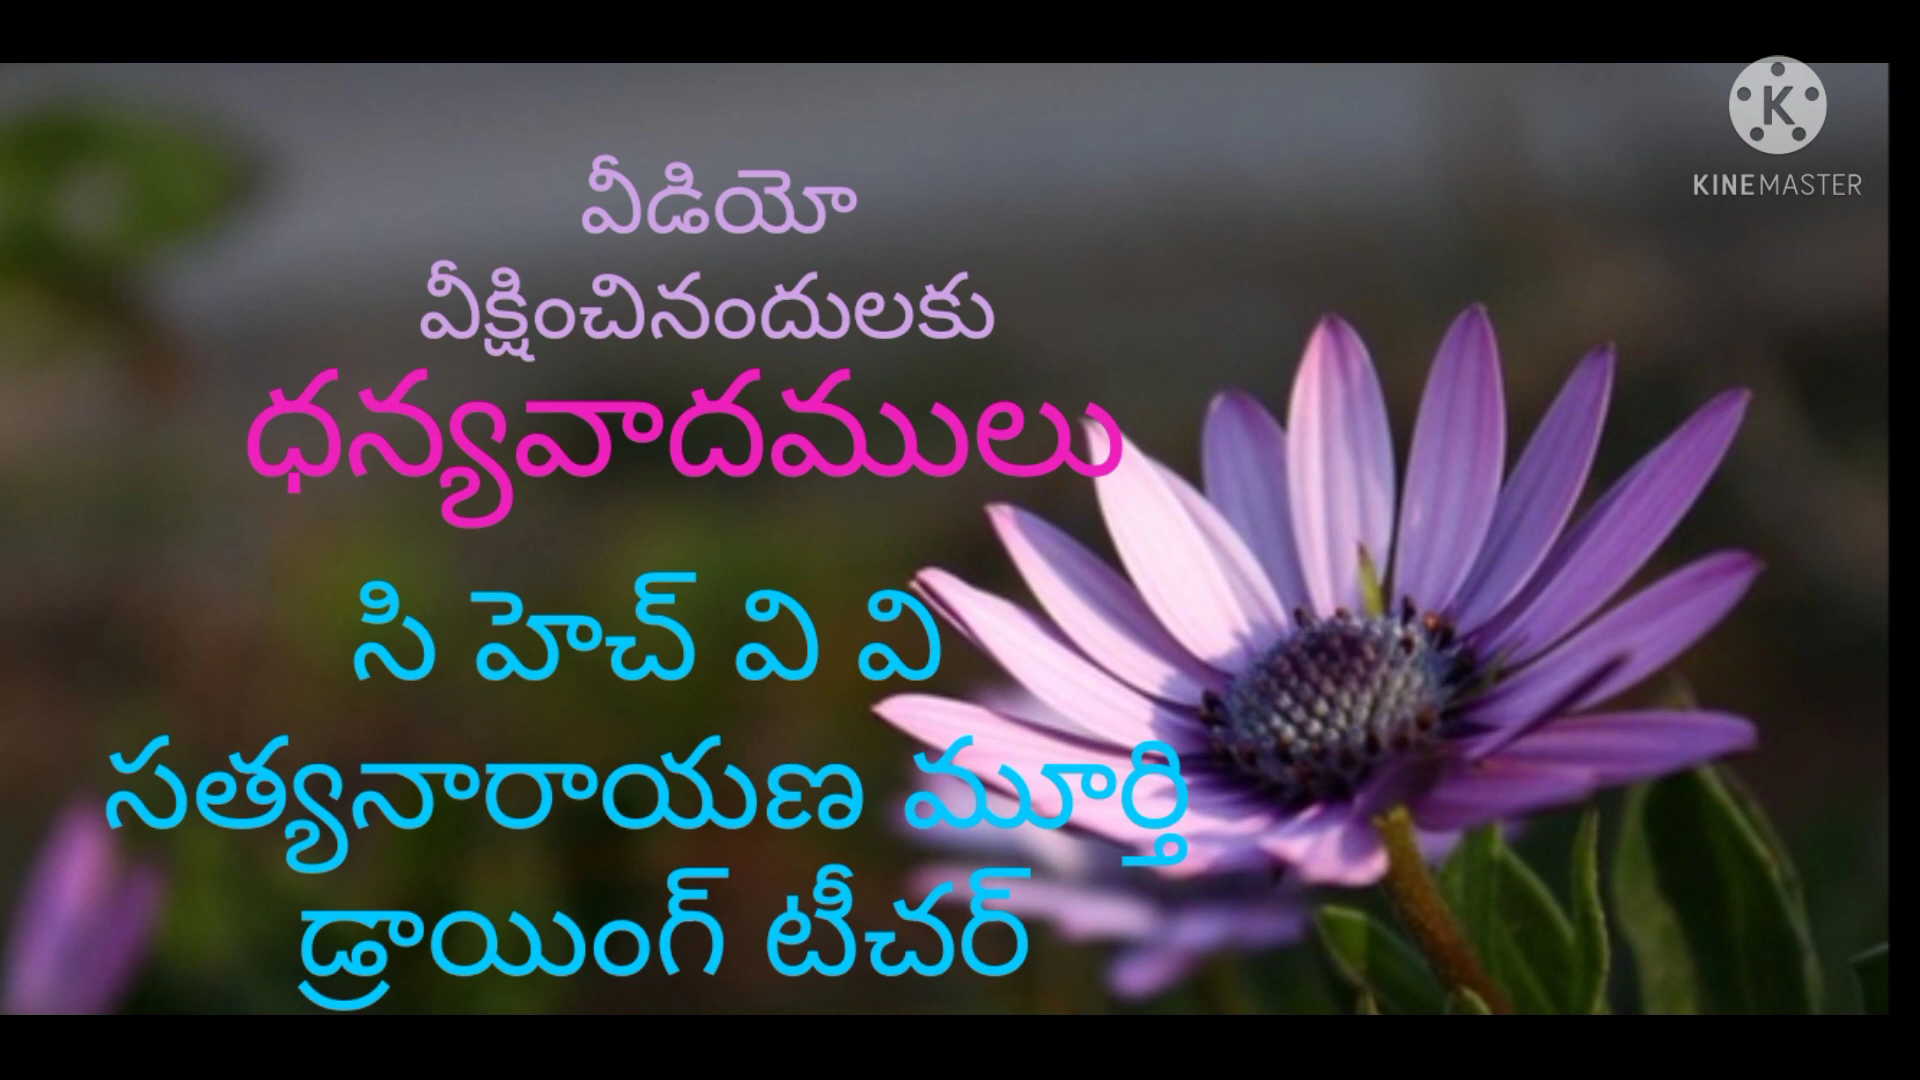 వీడియో
వీక్షించినందులకు
ధన్యవాదములు
సి హెచ్ వి వి
సత్యనారాయణ మూర్తి
డ్రాయింగ్ టీచర్
K
KINEMASTER